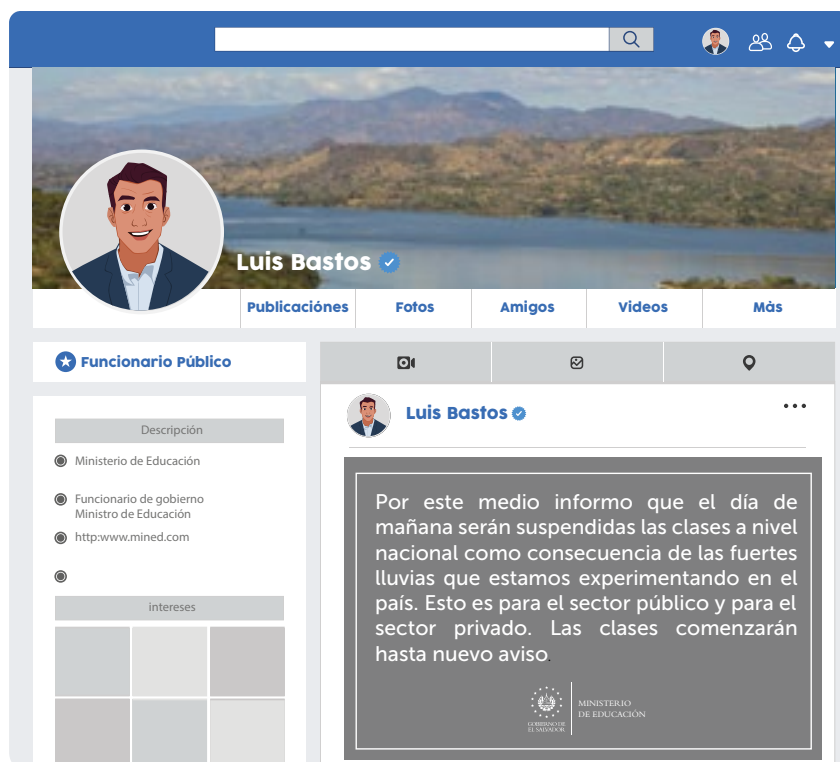 Luis Bastos
Publicaciónes Fotos Amigos Videos Más
Funcionario Público
Descripción
Ministerio de Educación
Funcionario de gobierno
Ministro de Educación
http:www.mined.com
intereses
Luis Bastos
Por este medio informo que el día de
mañana serán suspendidas las clases a nivel
nacional como consecuencia de las fuertes
lluvias que estamos experimentando en el
país. Esto es para el sector público y para el
sector privado. Las clases comenzarán
hasta nuevo aviso.
GOBIERNO DE
EL SALVADOR
MINISTERIO
DE EDUCACIÓN